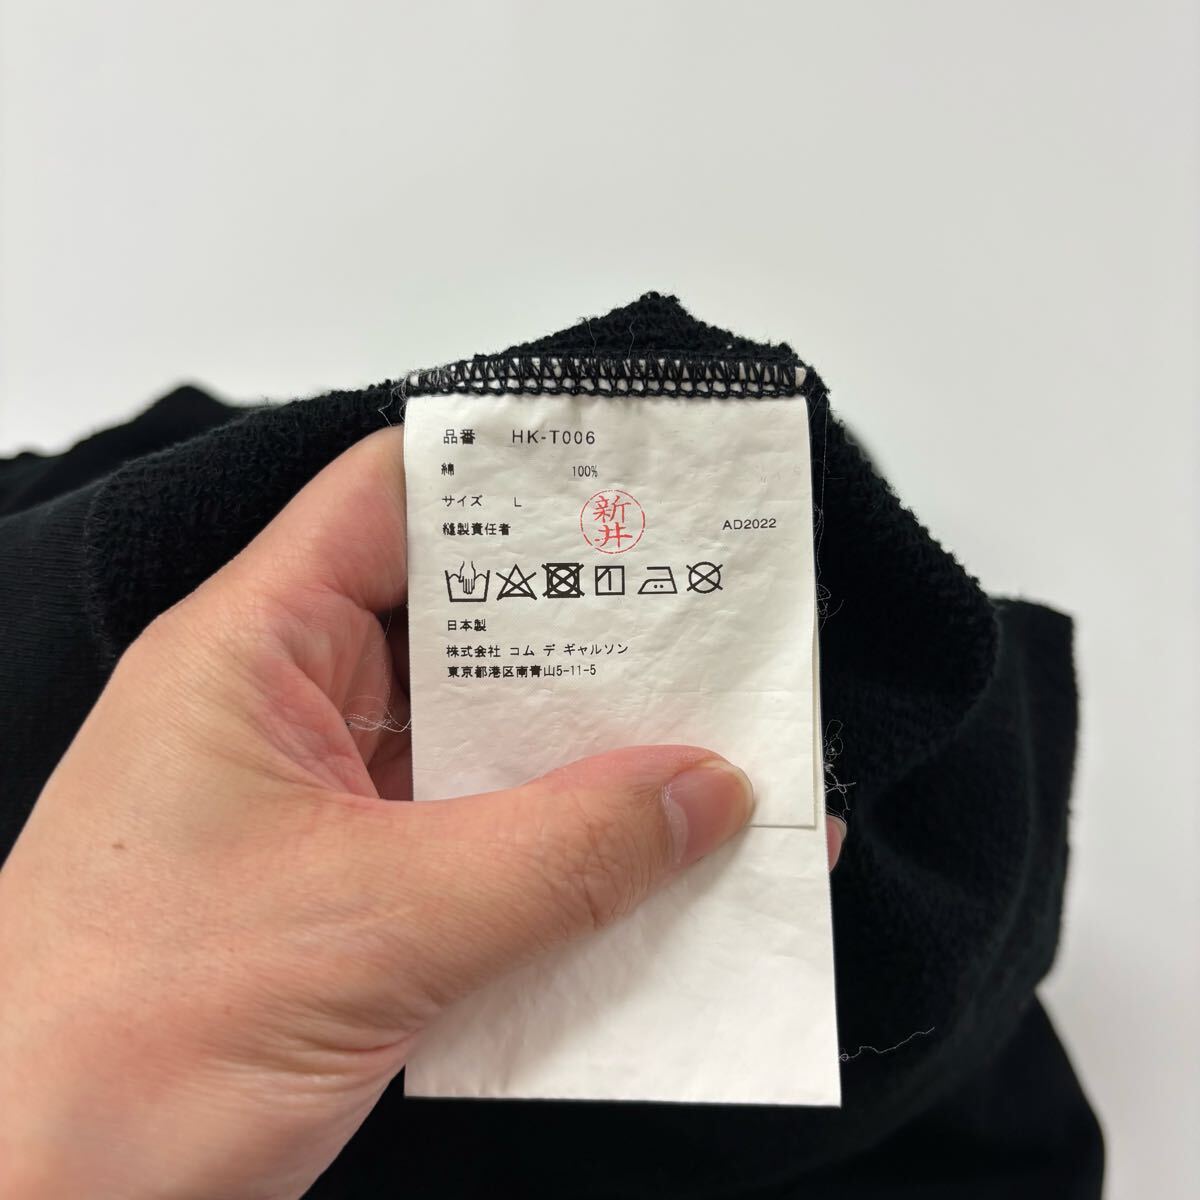 品番 HK-T006
綿 100%
サイズ L
縫製責任者 新井 AD2022
日本製
株式会社 コム デ ギャルソン
東京都港区南青山5-11-5